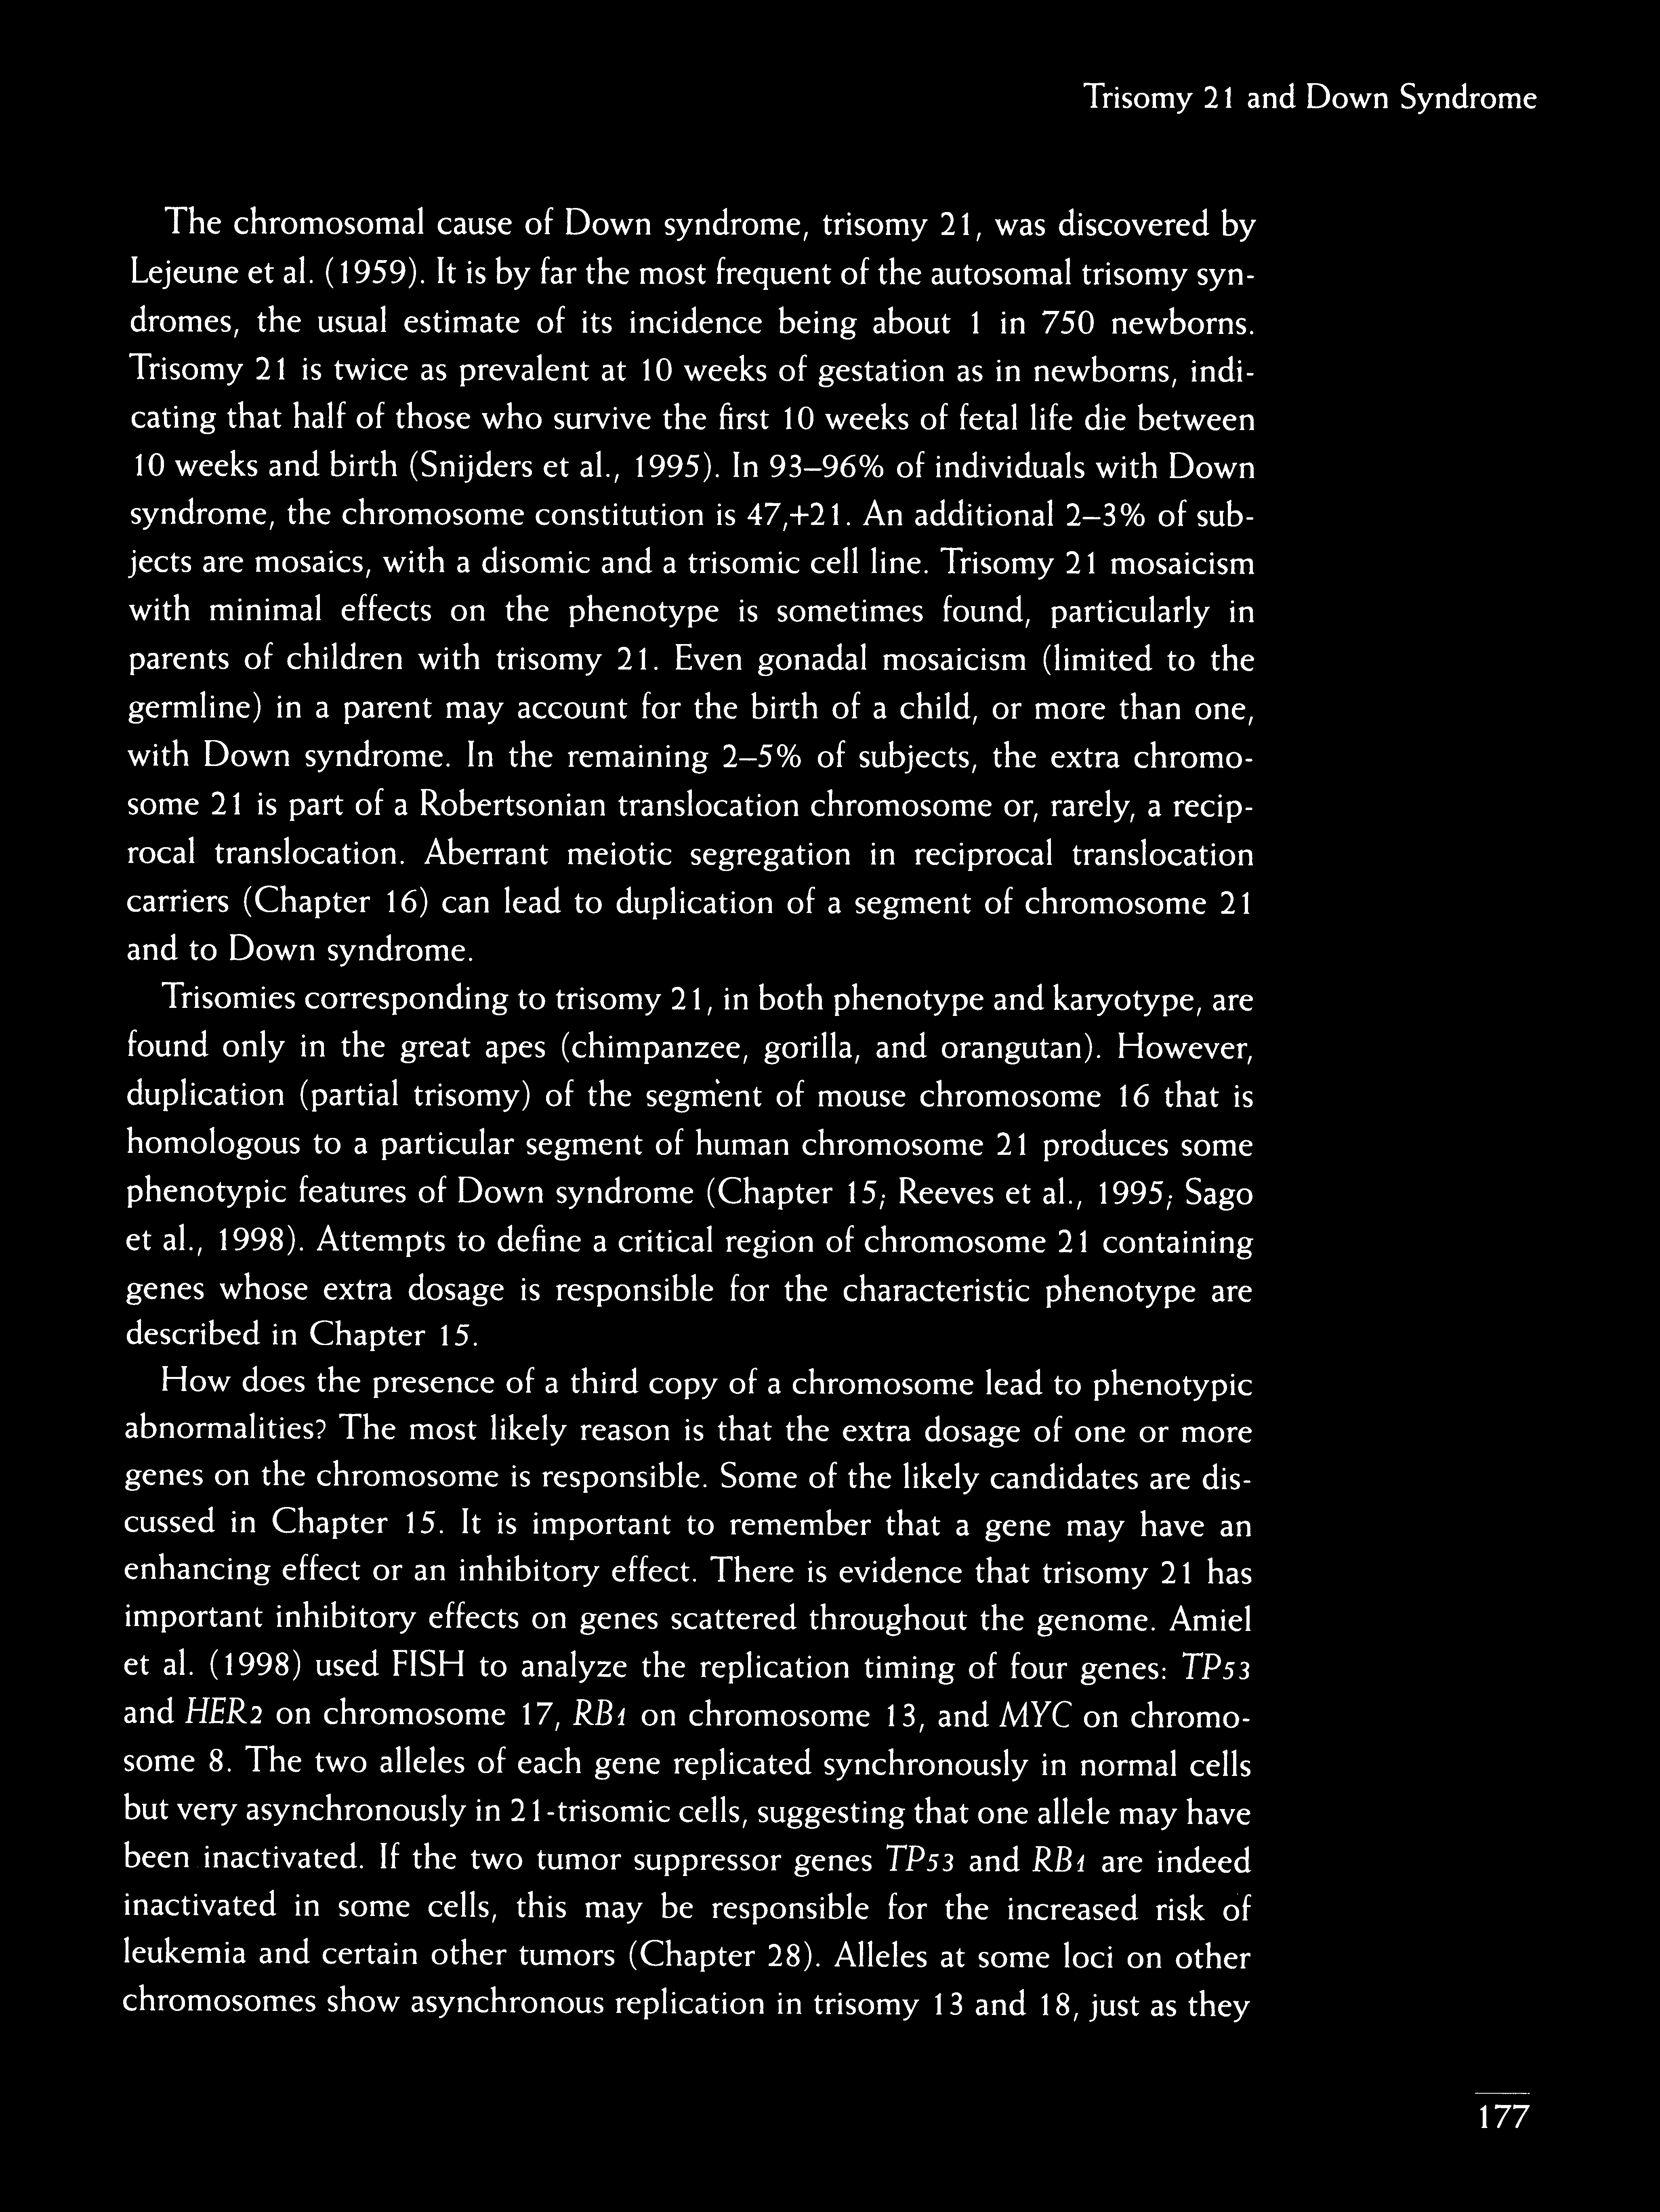 Trisomy 21 and Down Syndrome
The chromosomal cause of Down syndrome, trisomy 21, was discovered by
Lejeune et al. (1959). It is by far the most frequent of the autosomal trisomy syn-
dromes, the usual estimate of its incidence being about 1 in 750 newborns.
Trisomy 21 is twice as prevalent at 10 weeks of gestation as in newborns, indi-
cating that half of those who survive the first 10 weeks of fetal life die between
10 weeks and birth (Snijders et al., 1995). In 93–96% of individuals with Down
syndrome, the chromosome constitution is 47,+21. An additional 2–3% of sub-
jects are mosaics, with a disomic and a trisomic cell line. Trisomy 21 mosaicism
with minimal effects on the phenotype is sometimes found, particularly in
parents of children with trisomy 21. Even gonadal mosaicism (limited to the
germline) in a parent may account for the birth of a child, or more than one,
with Down syndrome. In the remaining 2–5% of subjects, the extra chromo-
some 21 is part of a Robertsonian translocation chromosome or, rarely, a recip-
rocal translocation. Aberrant meiotic segregation in reciprocal translocation
carriers (Chapter 16) can lead to duplication of a segment of chromosome 21
and to Down syndrome.
Trisomies corresponding to trisomy 21, in both phenotype and karyotype, are
found only in the great apes (chimpanzee, gorilla, and orangutan). However,
duplication (partial trisomy) of the segment of mouse chromosome 16 that is
homologous to a particular segment of human chromosome 21 produces some
phenotypic features of Down syndrome (Chapter 15; Reeves et al., 1995; Sago
et al., 1998). Attempts to define a critical region of chromosome 21 containing
genes whose extra dosage is responsible for the characteristic phenotype are
described in Chapter 15.
How does the presence of a third copy of a chromosome lead to phenotypic
abnormalities? The most likely reason is that the extra dosage of one or more
genes on the chromosome is responsible. Some of the likely candidates are dis-
cussed in Chapter 15. It is important to remember that a gene may have an
enhancing effect or an inhibitory effect. There is evidence that trisomy 21 has
important inhibitory effects on genes scattered throughout the genome. Amiel
et al. (1998) used FISH to analyze the replication timing of four genes: TP53
and HER2 on chromosome 17, RB1 on chromosome 13, and MYC on chromo-
some 8. The two alleles of each gene replicated synchronously in normal cells
but very asynchronously in 21-trisomic cells, suggesting that one allele may have
been inactivated. If the two tumor suppressor genes TP53 and RB1 are indeed
inactivated in some cells, this may be responsible for the increased risk of
leukemia and certain other tumors (Chapter 28). Alleles at some loci on other
chromosomes show asynchronous replication in trisomy 13 and 18, just as they
177